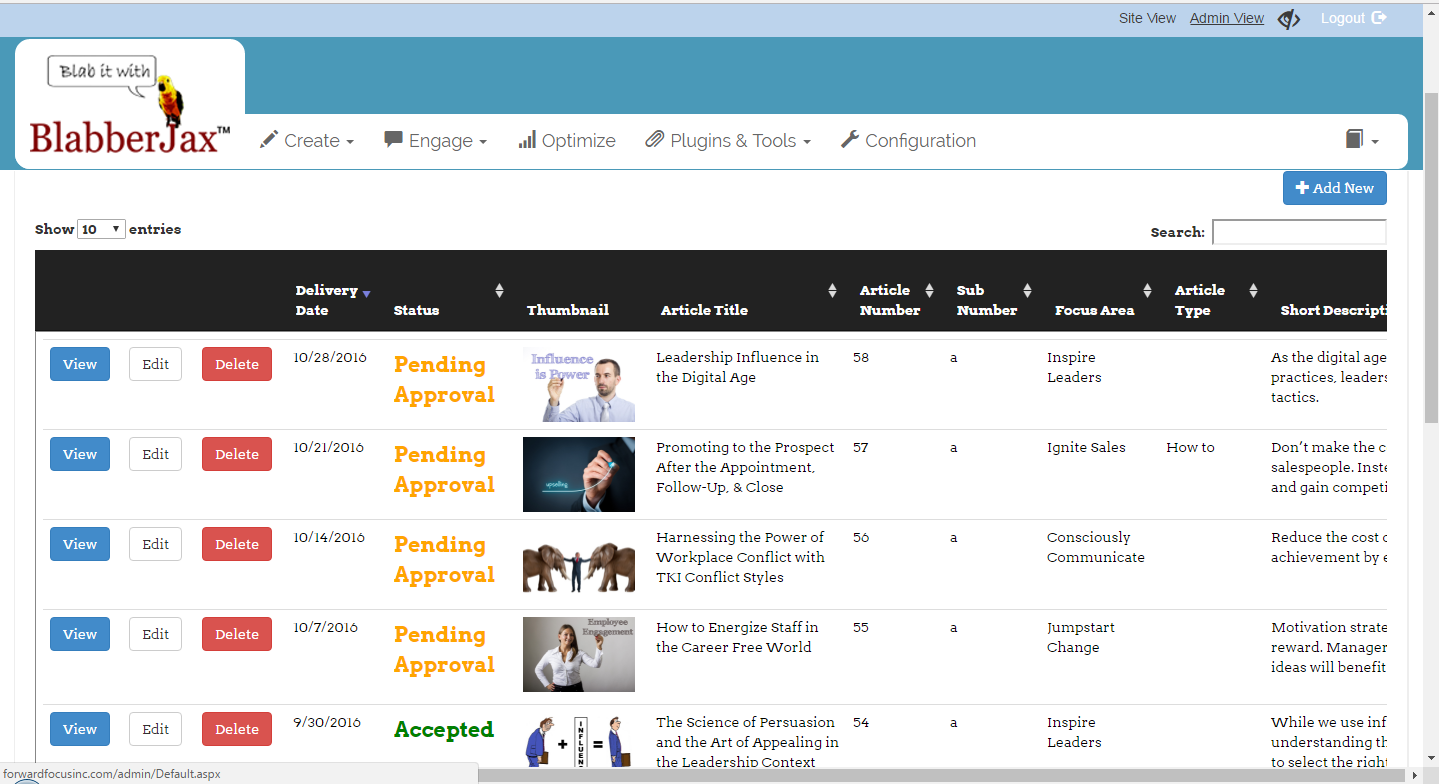 Site View Admin View Logout
Blab it with
BlabberJax™
Create Engage Optimize Plugins & Tools Configuration
Add New
Show 10 entries
Search:
Delivery Date Status Thumbnail Article Title Article Number Sub Number Focus Area Article Type Short Descripti
View Edit Delete 10/28/2016 Pending Approval
Influence is Power
Leadership Influence in the Digital Age 58 a Inspire Leaders
As the digital age
practices, leaders
tactics.
View Edit Delete 10/21/2016 Pending Approval
upselling
Promoting to the Prospect After the Appointment, Follow-Up, & Close 57 a Ignite Sales How to
Don’t make the c
salespeople. Inste
and gain competi
View Edit Delete 10/14/2016 Pending Approval
Harnessing the Power of Workplace Conflict with TKI Conflict Styles 56 a Consciously Communicate
Reduce the cost o
achievement by e
View Edit Delete 10/7/2016 Pending Approval
Employee Engagement
How to Energize Staff in the Career Free World 55 a Jumpstart Change
Motivation strate
reward. Manager
ideas will benefit
View Edit Delete 9/30/2016 Accepted
INFLUEN
The Science of Persuasion and the Art of Appealing in the Leadership Context 54 a Inspire Leaders
While we use inf
understanding th
to select the right
forwardfocusinc.com/admin/Default.aspx